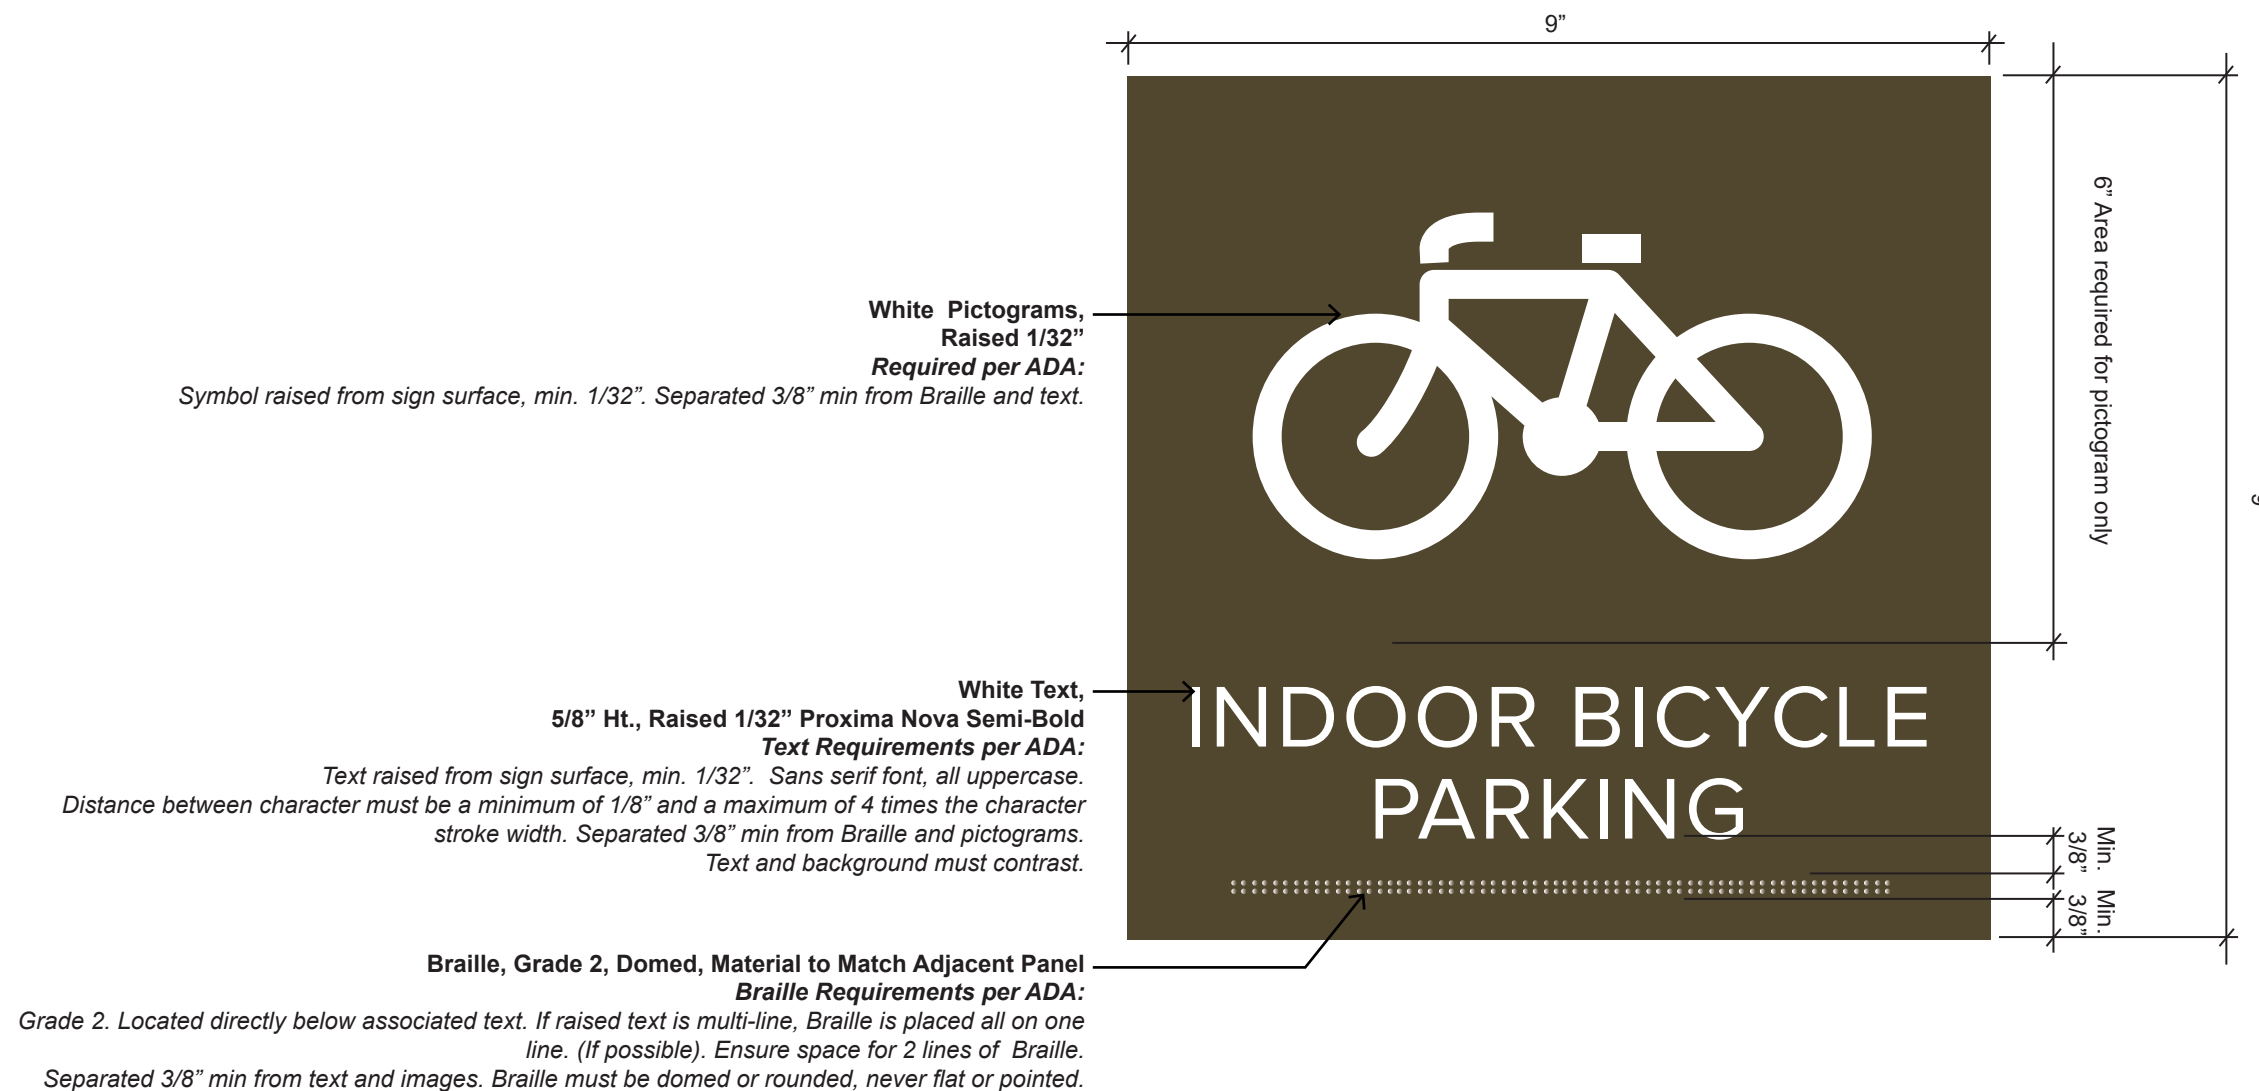 9”
6” Area required for pictogram only
White  Pictograms,
Raised 1/32”
Required per ADA:
Symbol raised from sign surface, min. 1/32”. Separated 3/8” min from Braille and text.
White Text,
5/8” Ht., Raised 1/32” Proxima Nova Semi-Bold
Text Requirements per ADA:
Text raised from sign surface, min. 1/32”.  Sans serif font, all uppercase.
Distance between character must be a minimum of 1/8” and a maximum of 4 times the character
stroke width. Separated 3/8” min from Braille and pictograms.
Text and background must contrast.
INDOOR BICYCLE
PARKING
Min.
3/8”
Min.
3/8”
Braille, Grade 2, Domed, Material to Match Adjacent Panel
Braille Requirements per ADA:
Grade 2. Located directly below associated text. If raised text is multi-line, Braille is placed all on one
line. (If possible). Ensure space for 2 lines of  Braille.
Separated 3/8” min from text and images. Braille must be domed or rounded, never flat or pointed.